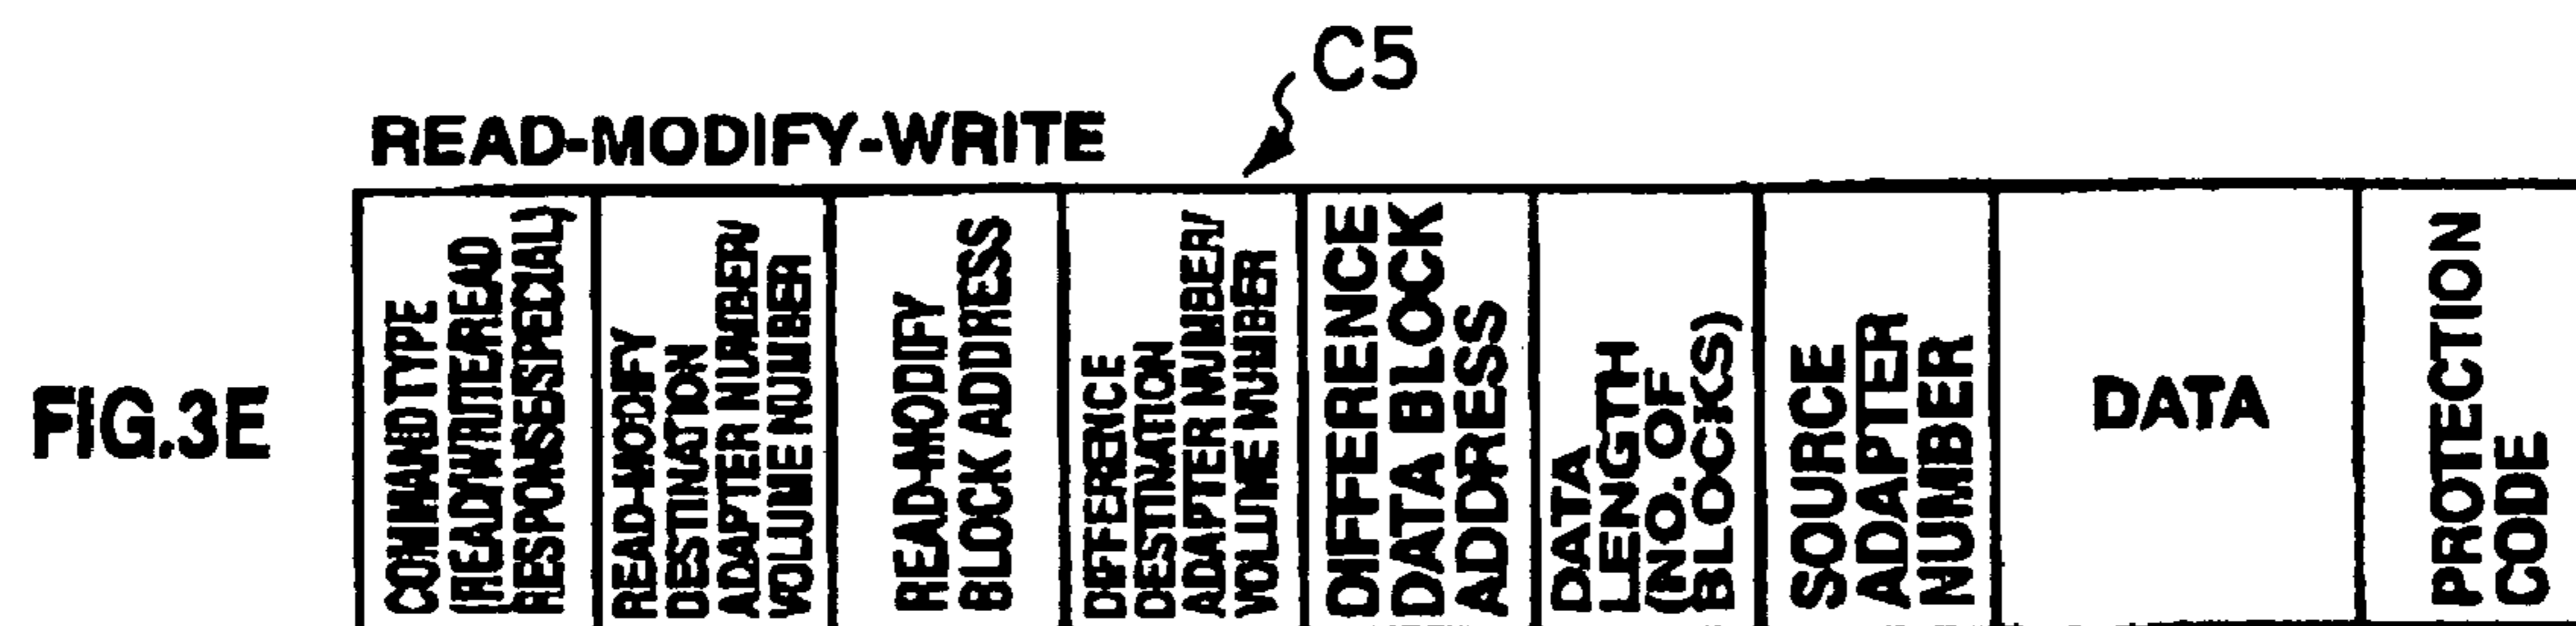 C5
READ-MODIFY-WRITE
FIG.3E
COMMAND TYPE
(READ/WRITE/READ
RESPONSE/SPECIAL)
READ-MODIFY
DESTINATION
ADAPTER NUMBER/
VOLUME NUMBER
READ-MODIFY
BLOCK ADDRESS
DIFFERENCE
DESTINATION
ADAPTER NUMBER/
VOLUME NUMBER
DIFFERENCE
DATA BLOCK
ADDRESS
DATA
LENGTH
(NO. OF
BLOCKS)
SOURCE
ADAPTER
NUMBER
DATA
PROTECTION
CODE